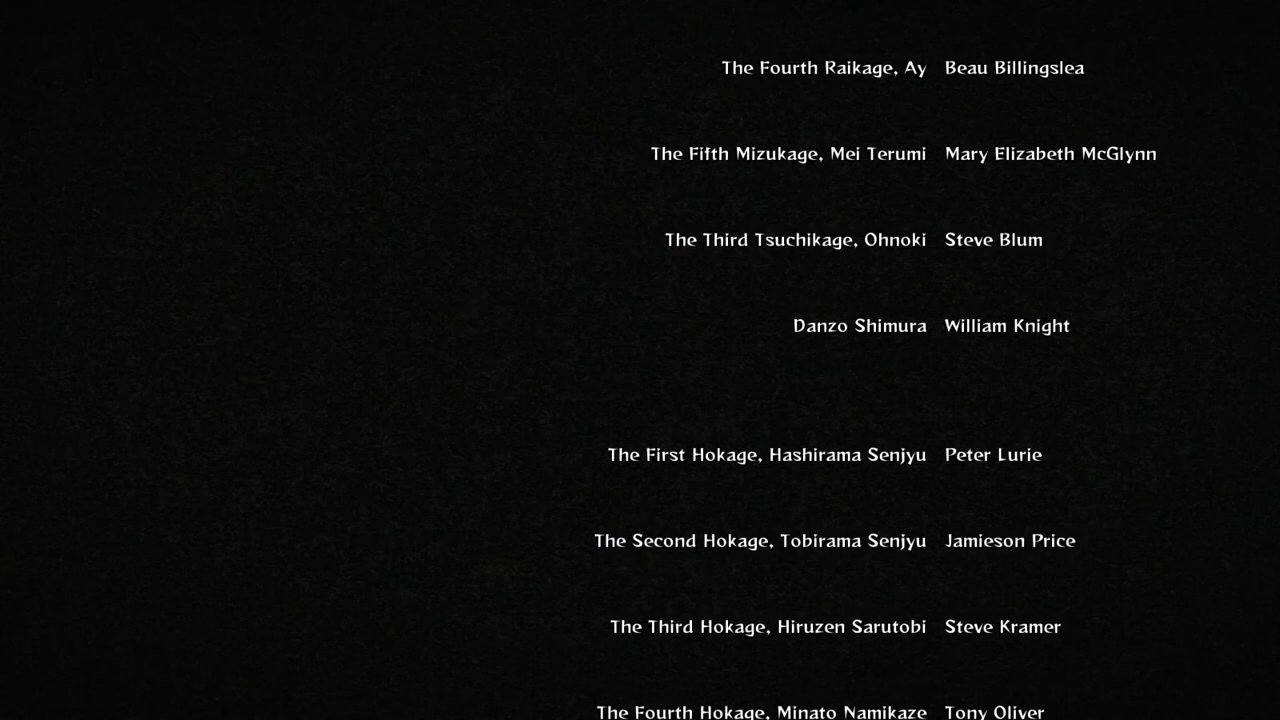 The Fourth Raikage, Ay Beau Billingslea
The Fifth Mizukage, Mei Terumi Mary Elizabeth McGlynn
The Third Tsuchikage, Ohnoki Steve Blum
Danzo Shimura William Knight
The First Hokage, Hashirama Senjyu Peter Lurie
The Second Hokage, Tobirama Senjyu Jamieson Price
The Third Hokage, Hiruzen Sarutobi Steve Kramer
The Fourth Hokage, Minato Namikaze Tony Oliver